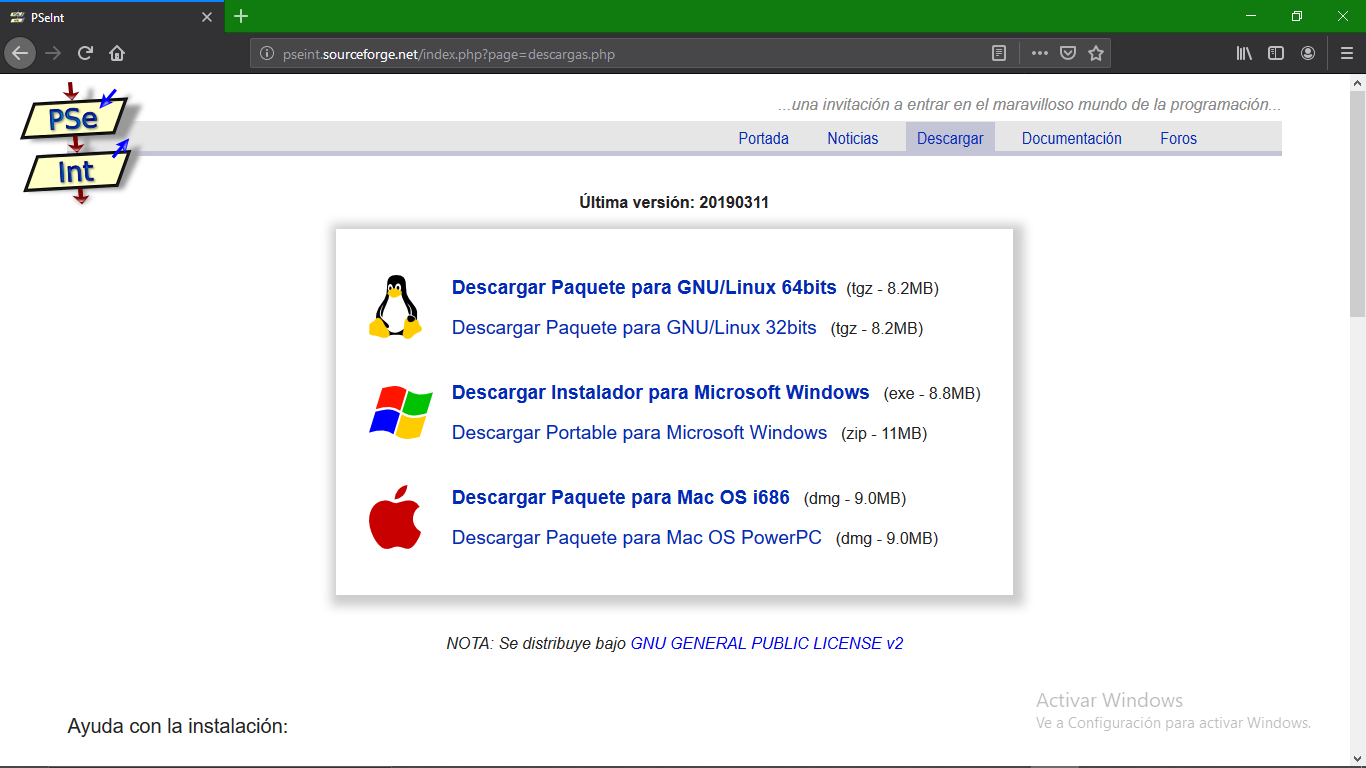 PSeInt
pseint.sourceforge.net/index.php?page=descargas.php
PSe
Int
...una invitación a entrar en el maravilloso mundo de la programación...
Portada Noticias Descargar Documentación Foros
Última versión: 20190311
Descargar Paquete para GNU/Linux 64bits (tgz - 8.2MB)
Descargar Paquete para GNU/Linux 32bits (tgz - 8.2MB)
Descargar Instalador para Microsoft Windows (exe - 8.8MB)
Descargar Portable para Microsoft Windows (zip - 11MB)
Descargar Paquete para Mac OS i686 (dmg - 9.0MB)
Descargar Paquete para Mac OS PowerPC (dmg - 9.0MB)
NOTA: Se distribuye bajo GNU GENERAL PUBLIC LICENSE v2
Ayuda con la instalación:
Activar Windows
Ve a Configuración para activar Windows.